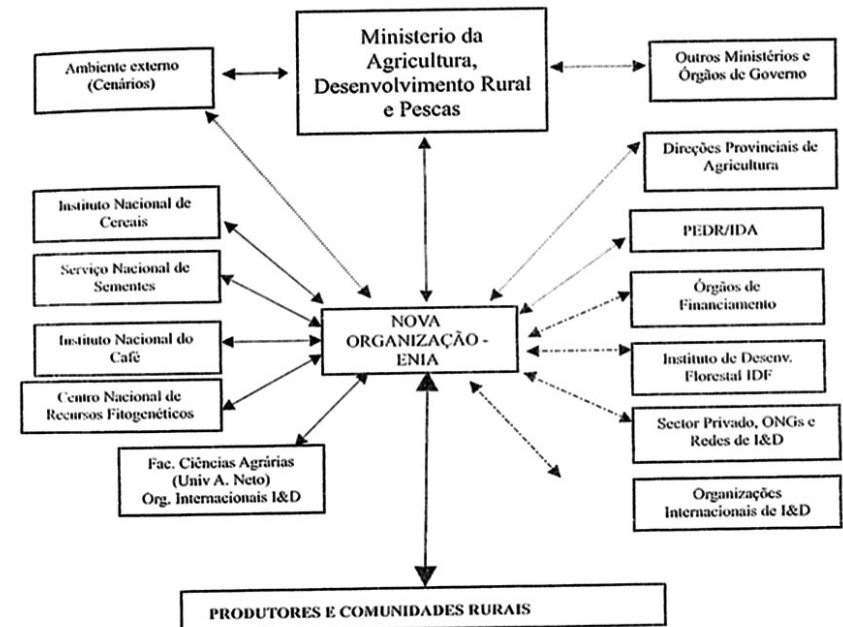 Ministerio da
Agricultura,
Desenvolvimento Rural
e Pescas
Ambiente externo
(Cenários)
Outros Ministérios e
Órgãos de Governo
Direções Provinciais de
Agricultura
Instituto Nacional de
Cereais
PEDR/IDA
Serviço Nacional de
Sementes
Órgãos de
Financiamento
NOVA
ORGANIZAÇÃO -
ENIA
Instituto Nacional do
Café
Instituto de Desenv.
Florestal IDF
Centro Nacional de
Recursos Fitogenéticos
Sector Privado, ONGs e
Redes de I&D
Fac. Ciências Agrárias
(Univ A. Neto)
Org. Internacionais I&D
Organizações
Internacionais de I&D
PRODUTORES E COMUNIDADES RURAIS